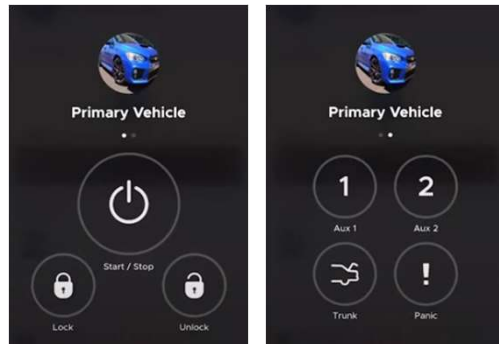 Primary Vehicle
Start / Stop
Lock
Unlock
Primary Vehicle
1
2
Aux 1
Aux 2
!
Trunk
Panic